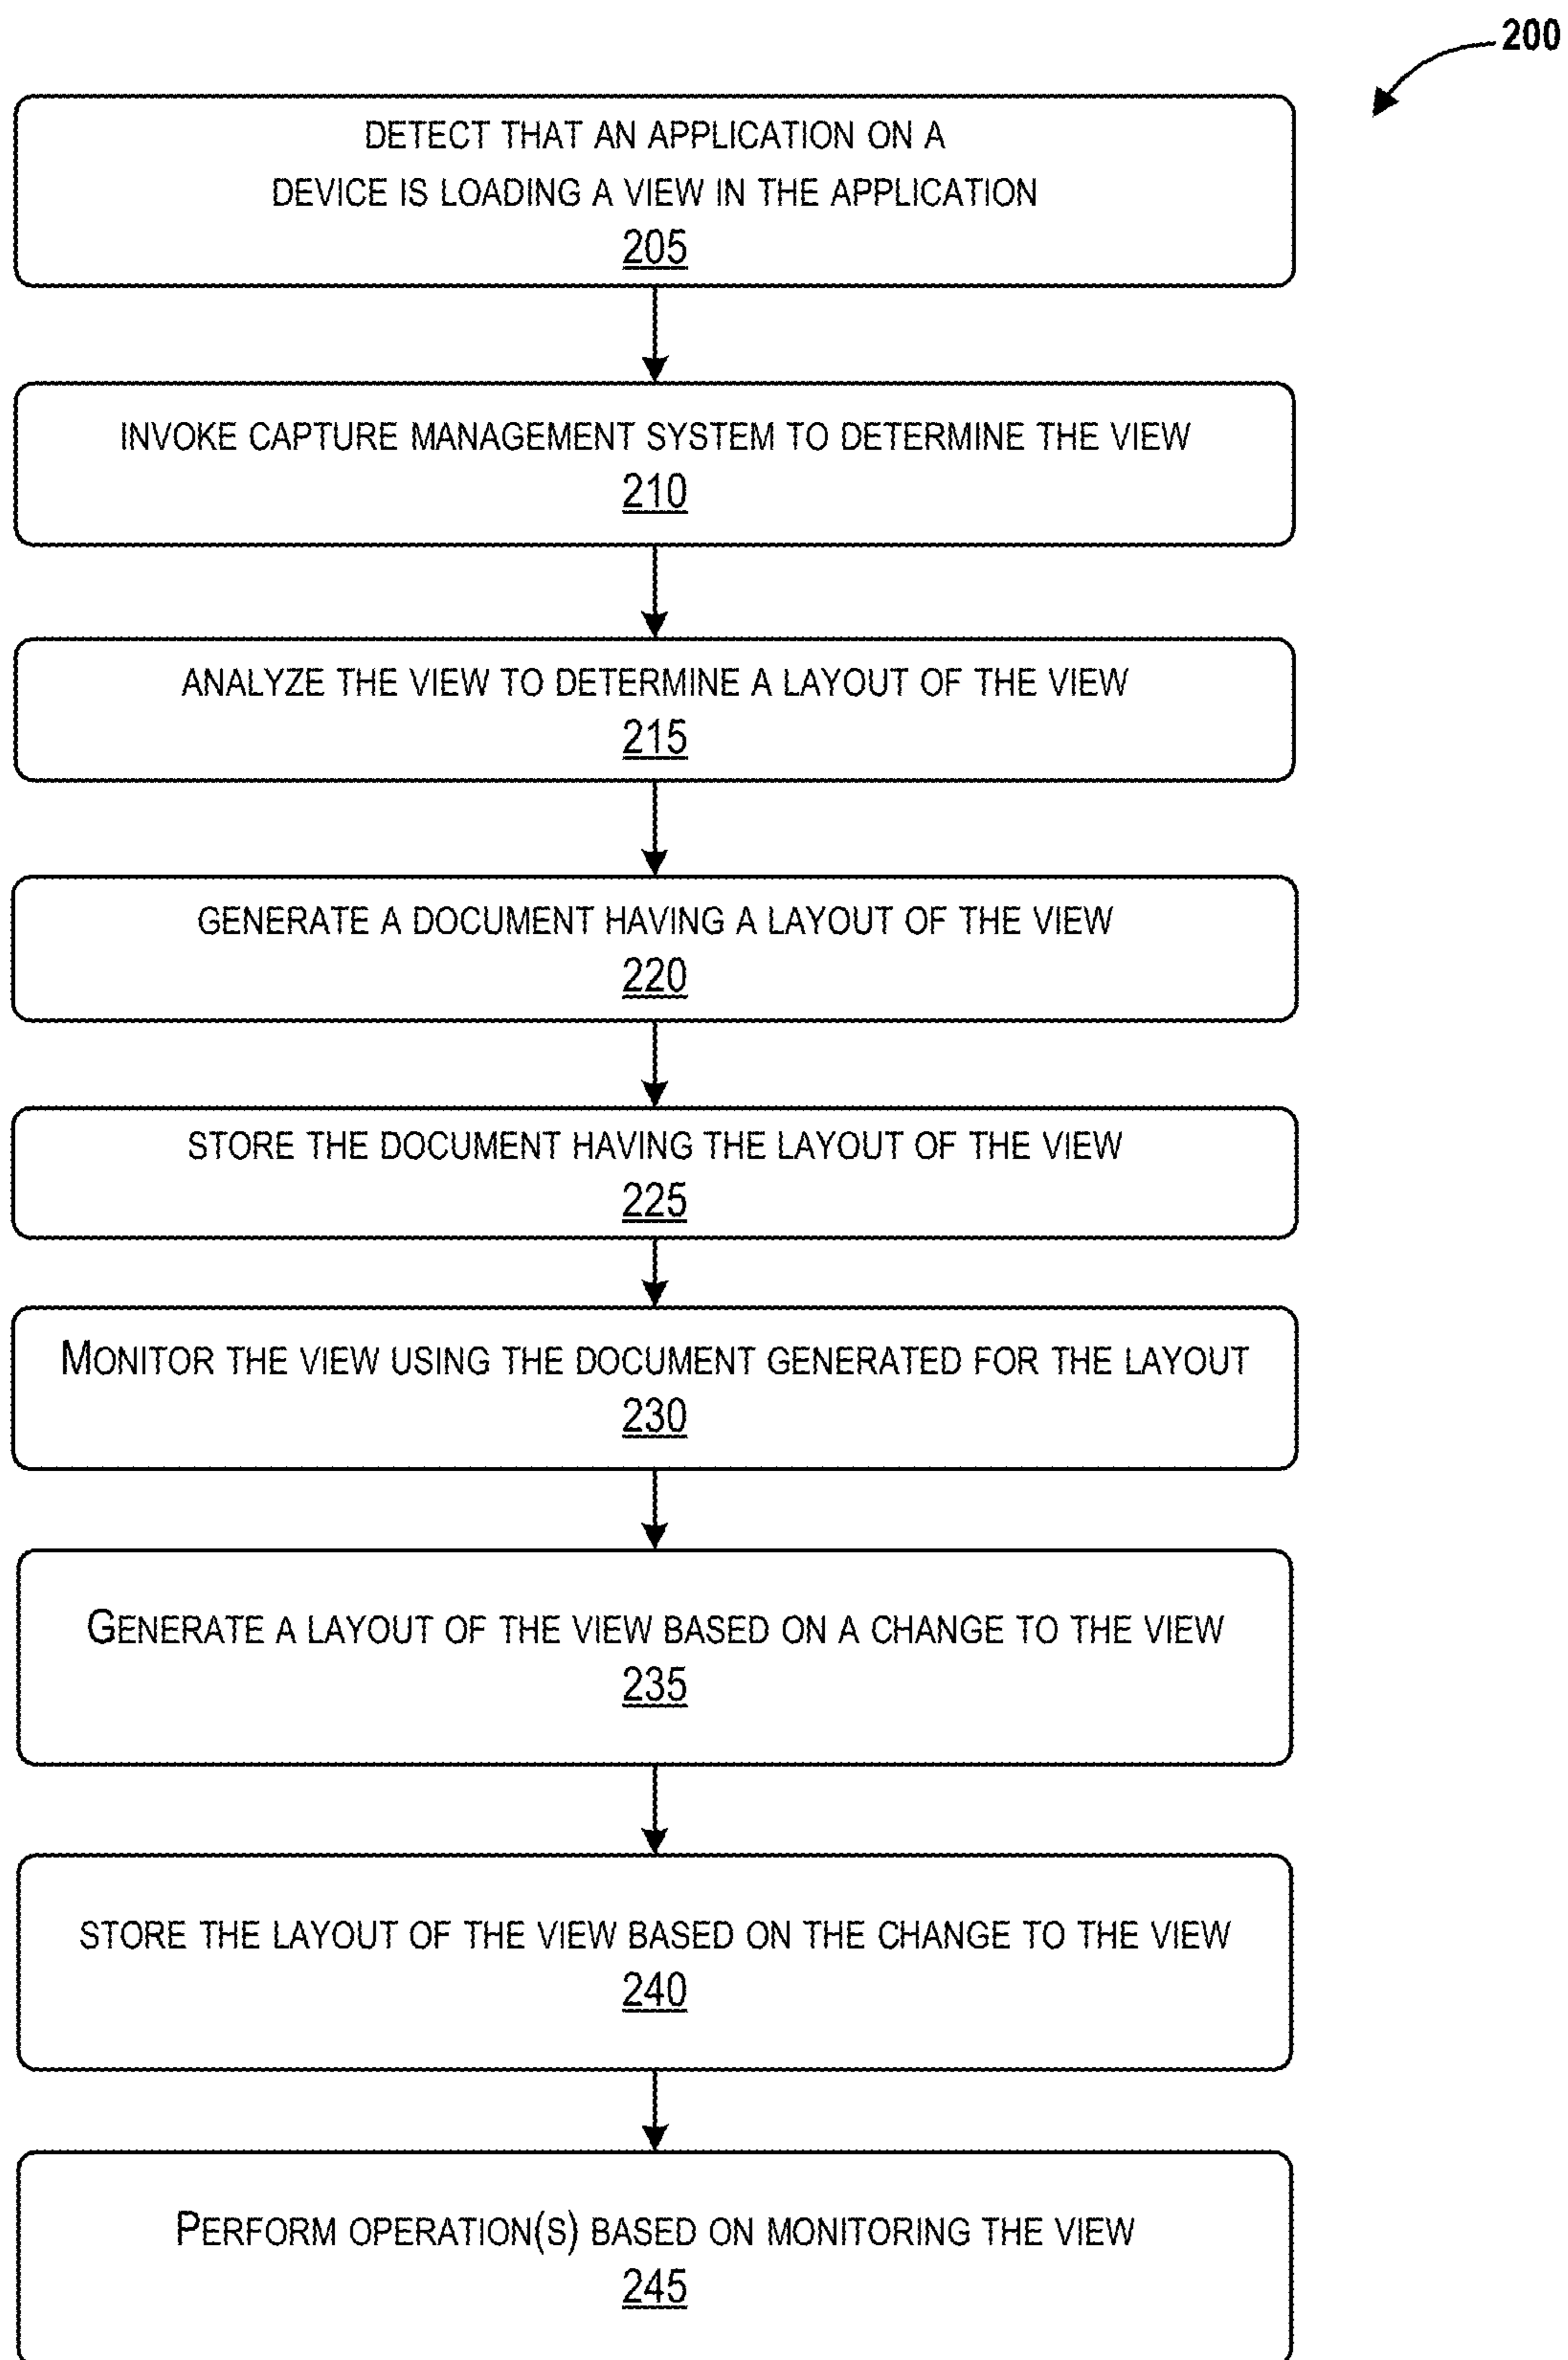 200
DETECT THAT AN APPLICATION ON A
DEVICE IS LOADING A VIEW IN THE APPLICATION
205
INVOKE CAPTURE MANAGEMENT SYSTEM TO DETERMINE THE VIEW
210
ANALYZE THE VIEW TO DETERMINE A LAYOUT OF THE VIEW
215
GENERATE A DOCUMENT HAVING A LAYOUT OF THE VIEW
220
STORE THE DOCUMENT HAVING THE LAYOUT OF THE VIEW
225
MONITOR THE VIEW USING THE DOCUMENT GENERATED FOR THE LAYOUT
230
GENERATE A LAYOUT OF THE VIEW BASED ON A CHANGE TO THE VIEW
235
STORE THE LAYOUT OF THE VIEW BASED ON THE CHANGE TO THE VIEW
240
PERFORM OPERATION(S) BASED ON MONITORING THE VIEW
245